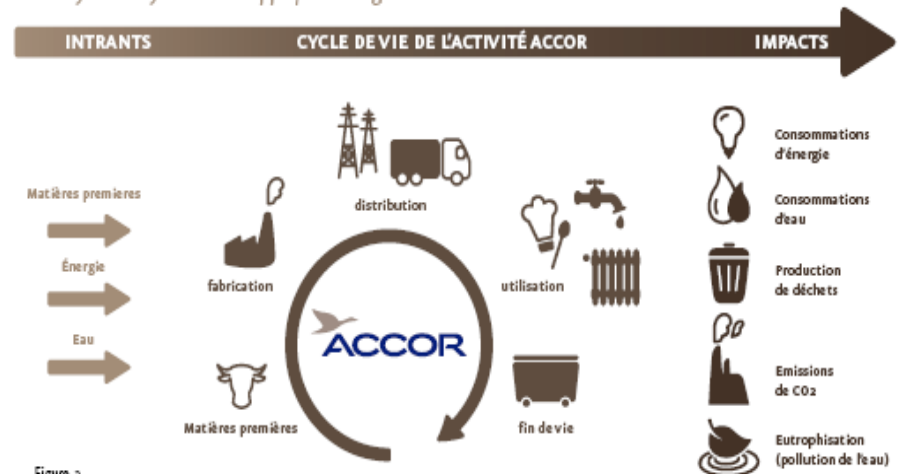 INTRANTS
CYCLE DE VIE DE L'ACTIVITÉ ACCOR
IMPACTS
Matières premieres
Énergie
Eau
Matières premières
fabrication
distribution
utilisation
fin de vie
ACCOR
Consommations
d'énergie
Consommations
d'eau
Production
de déchets
Emissions
de CO2
Eutrophisation
(pollution de l'eau)